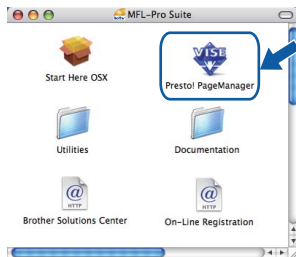 MFL-Pro Suite
VISE
Start Here OSX
Presto! PageManager
Utilities
Documentation
@
HTTP
@
HTTP
Brother Solutions Center
On-Line Registration